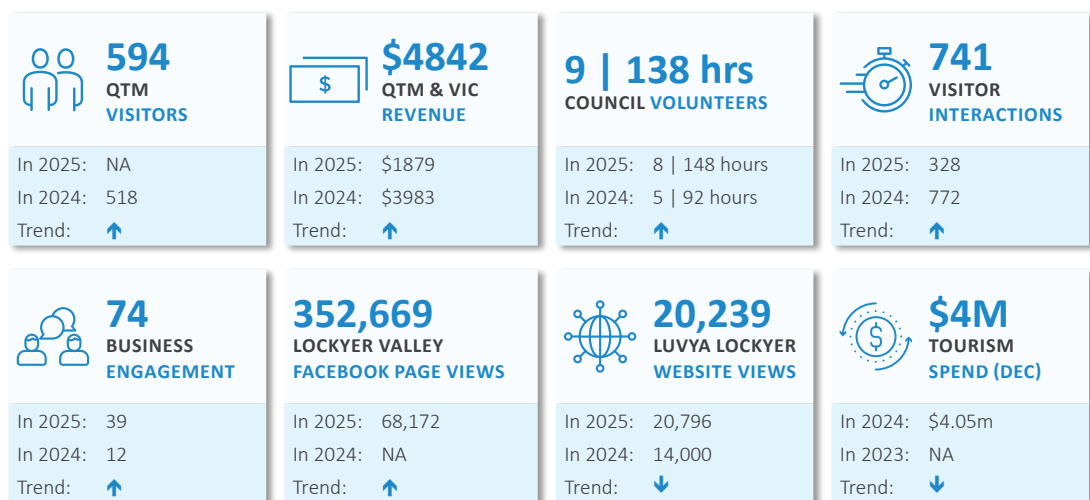 594
QTM
VISITORS
In 2025: NA
In 2024: 518
Trend:
$
$4842
QTM & VIC
REVENUE
In 2025: $1879
In 2024: $3983
Trend:
9 | 138 hrs
COUNCIL VOLUNTEERS
In 2025: 8 | 148 hours
In 2024: 5 | 92 hours
Trend:
741
VISITOR
INTERACTIONS
In 2025: 328
In 2024: 772
Trend:
74
BUSINESS
ENGAGEMENT
In 2025: 39
In 2024: 12
Trend:
352,669
LOCKYER VALLEY
FACEBOOK PAGE VIEWS
In 2025: 68,172
In 2024: NA
Trend:
20,239
LUVYA LOCKYER
WEBSITE VIEWS
In 2025: 20,796
In 2024: 14,000
Trend:
$
$4M
TOURISM
SPEND (DEC)
In 2024: $4.05m
In 2023: NA
Trend: